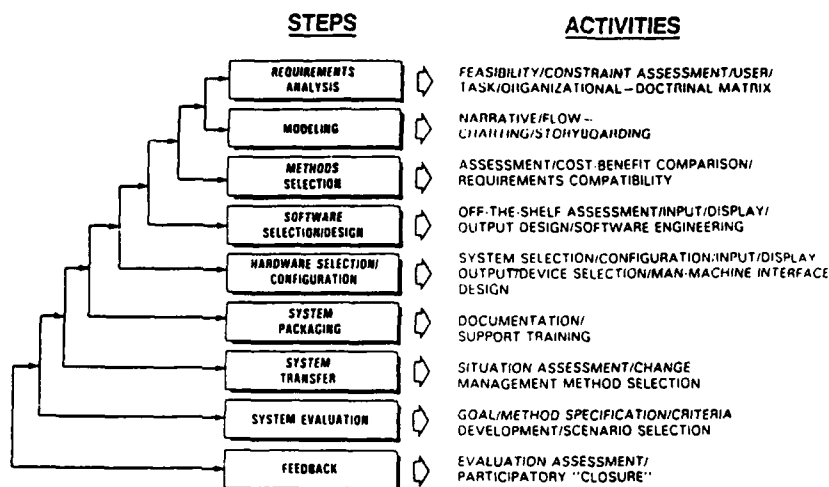 STEPS
ACTIVITIES
REQUIREMENTS
ANALYSIS
FEASIBILITY/CONSTRAINT ASSESSMENT/USER/
TASK/ORGANIZATIONAL-DOCTRINAL MATRIX
MODELING
NARRATIVE/FLOW-
CHARTING/STORYBOARDING
METHODS
SELECTION
ASSESSMENT/COST-BENEFIT COMPARISON/
REQUIREMENTS COMPATIBILITY
SOFTWARE
SELECTION/DESIGN
OFF-THE-SHELF ASSESSMENT/INPUT/DISPLAY/
OUTPUT DESIGN/SOFTWARE ENGINEERING
HARDWARE SELECTION/
CONFIGURATION
SYSTEM SELECTION/CONFIGURATION/INPUT/DISPLAY
OUTPUT/DEVICE SELECTION/MAN-MACHINE INTERFACE
DESIGN
SYSTEM
PACKAGING
DOCUMENTATION/
SUPPORT TRAINING
SYSTEM
TRANSFER
SITUATION ASSESSMENT/CHANGE
MANAGEMENT METHOD SELECTION
SYSTEM EVALUATION
GOAL/METHOD SPECIFICATION/CRITERIA
DEVELOPMENT/SCENARIO SELECTION
FEEDBACK
EVALUATION ASSESSMENT/
PARTICIPATORY "CLOSURE"